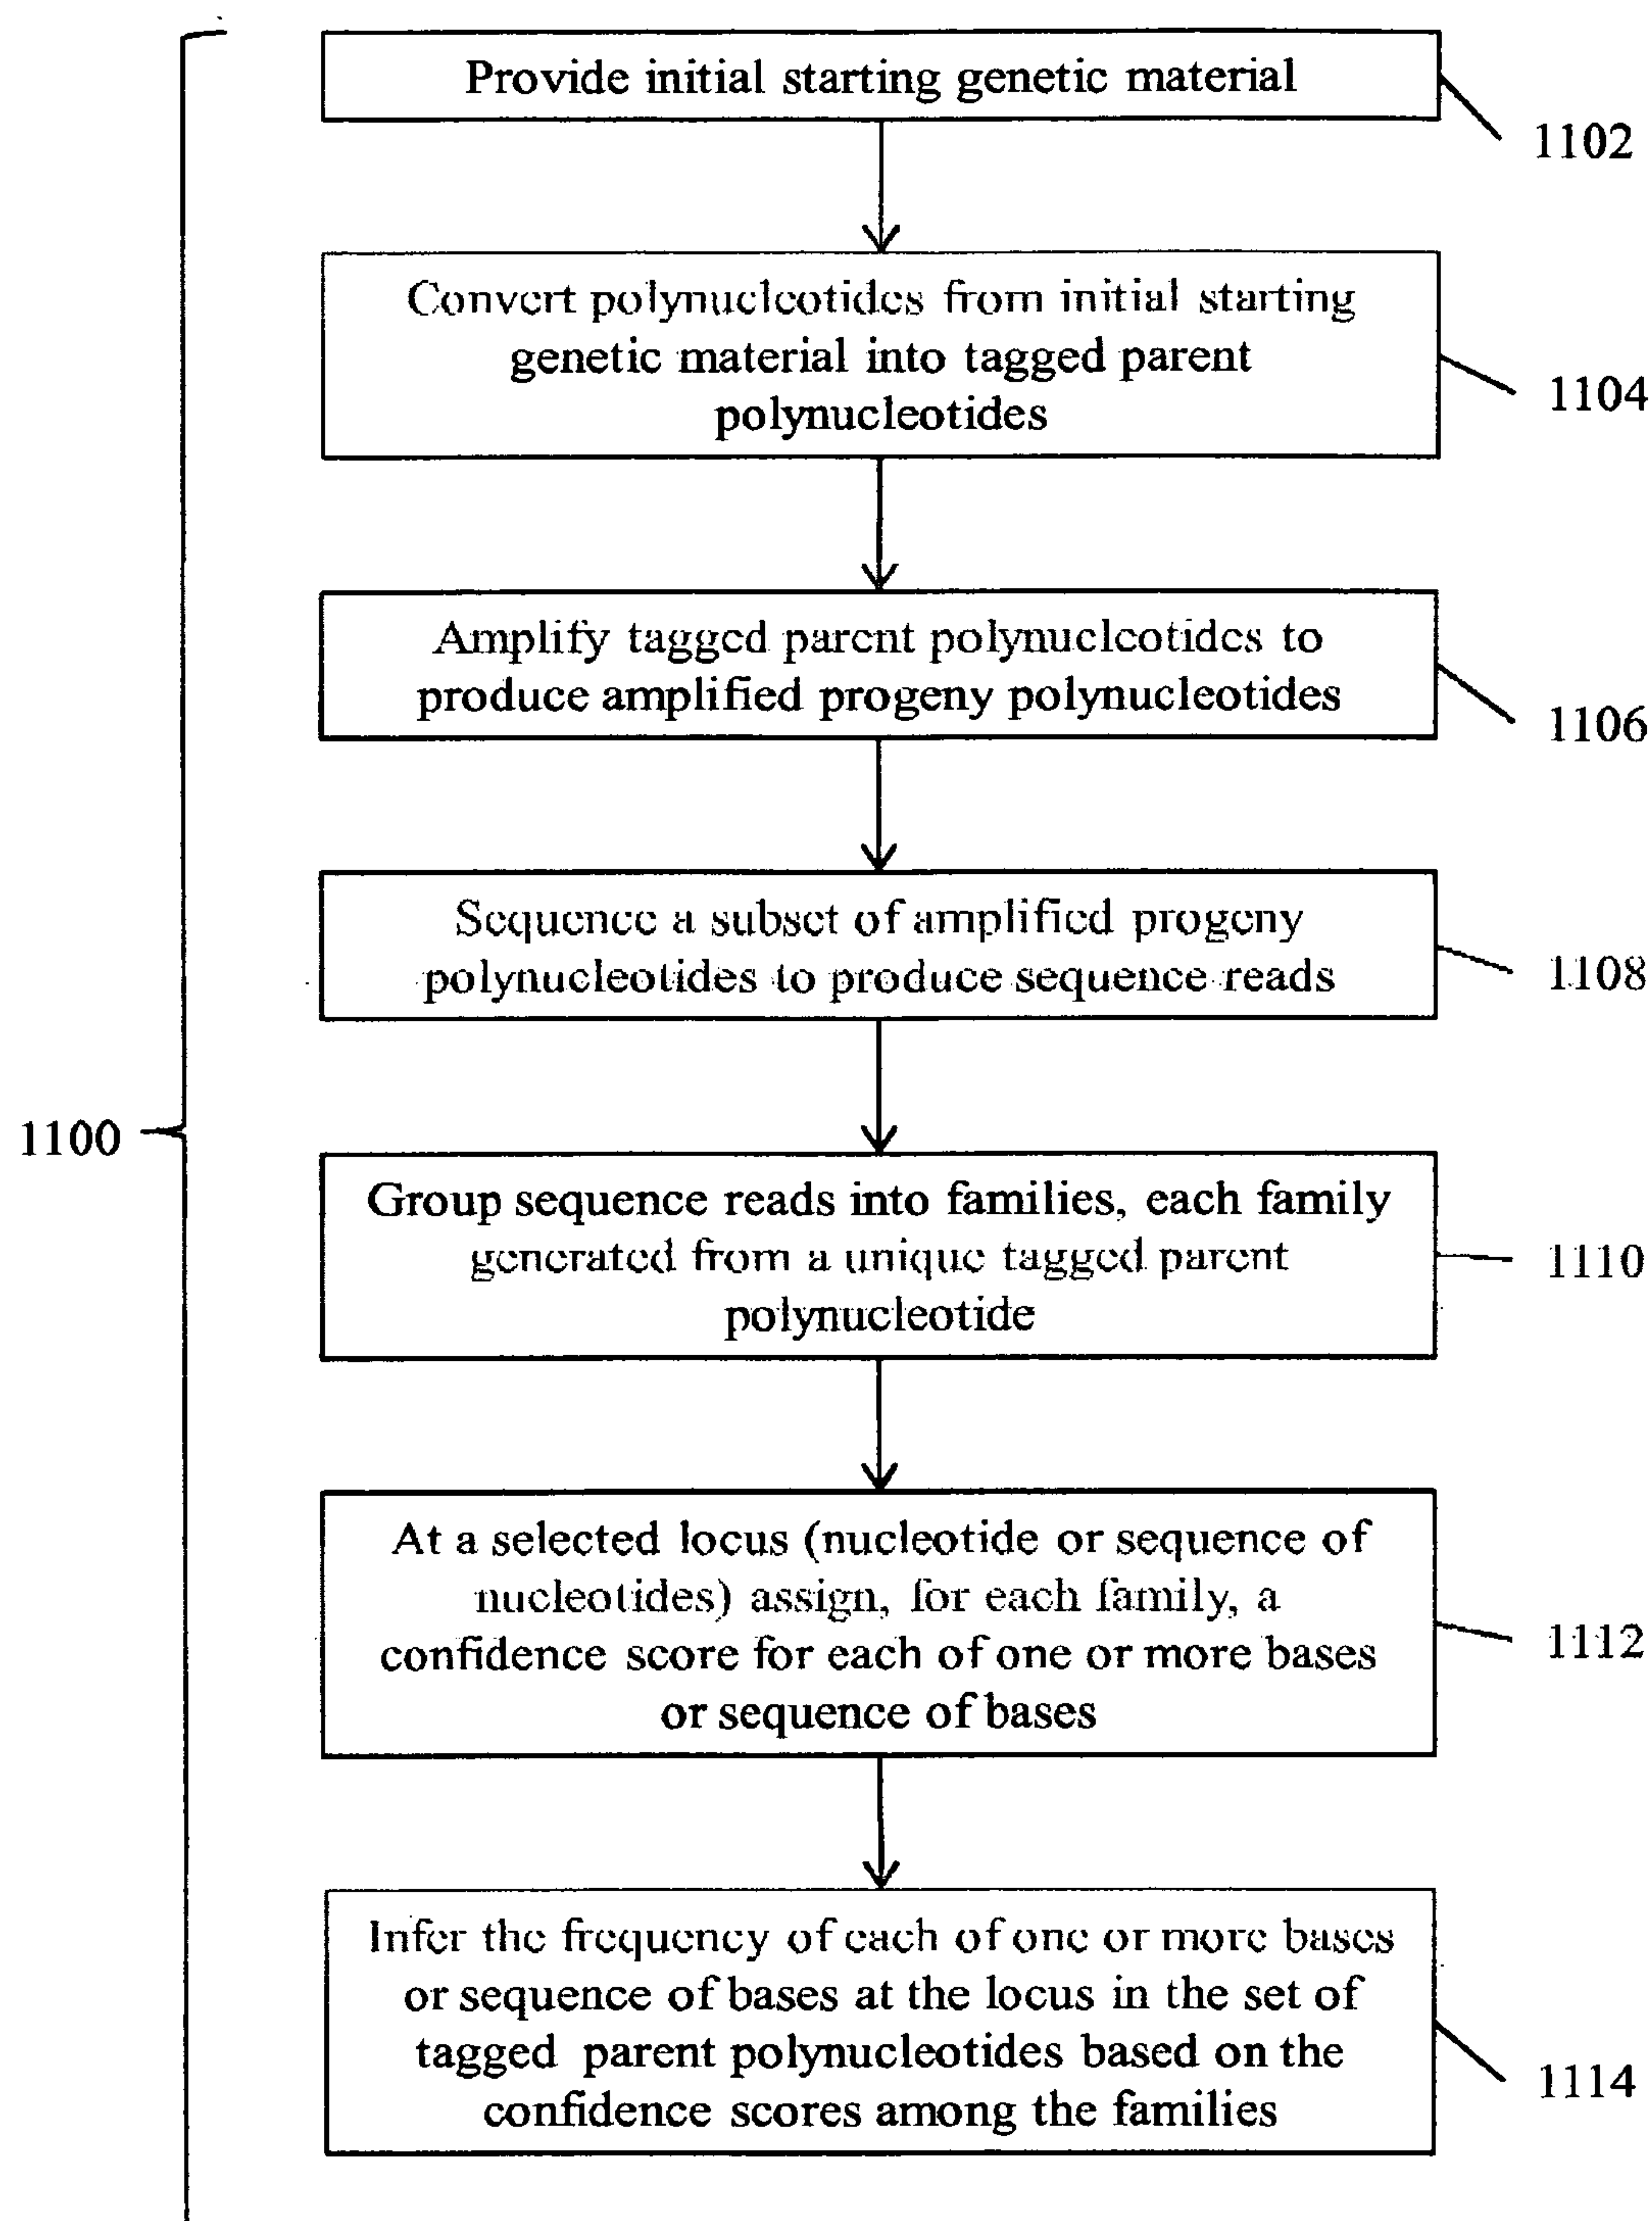 Provide initial starting genetic material
1102
Convert polynucleotides from initial starting
genetic material into tagged parent
polynucleotides
1104
Amplify tagged parent polynucleotides to
produce amplified progeny polynucleotides
1106
Sequence a subset of amplified progeny
polynucleotides to produce sequence reads
1108
1100
Group sequence reads into families, each family
generated from a unique tagged parent
polynucleotide
1110
At a selected locus (nucleotide or sequence of
nucleotides) assign, for each family, a
confidence score for each of one or more bases
or sequence of bases
1112
Infer the frequency of each of one or more bases
or sequence of bases at the locus in the set of
tagged parent polynucleotides based on the
confidence scores among the families
1114